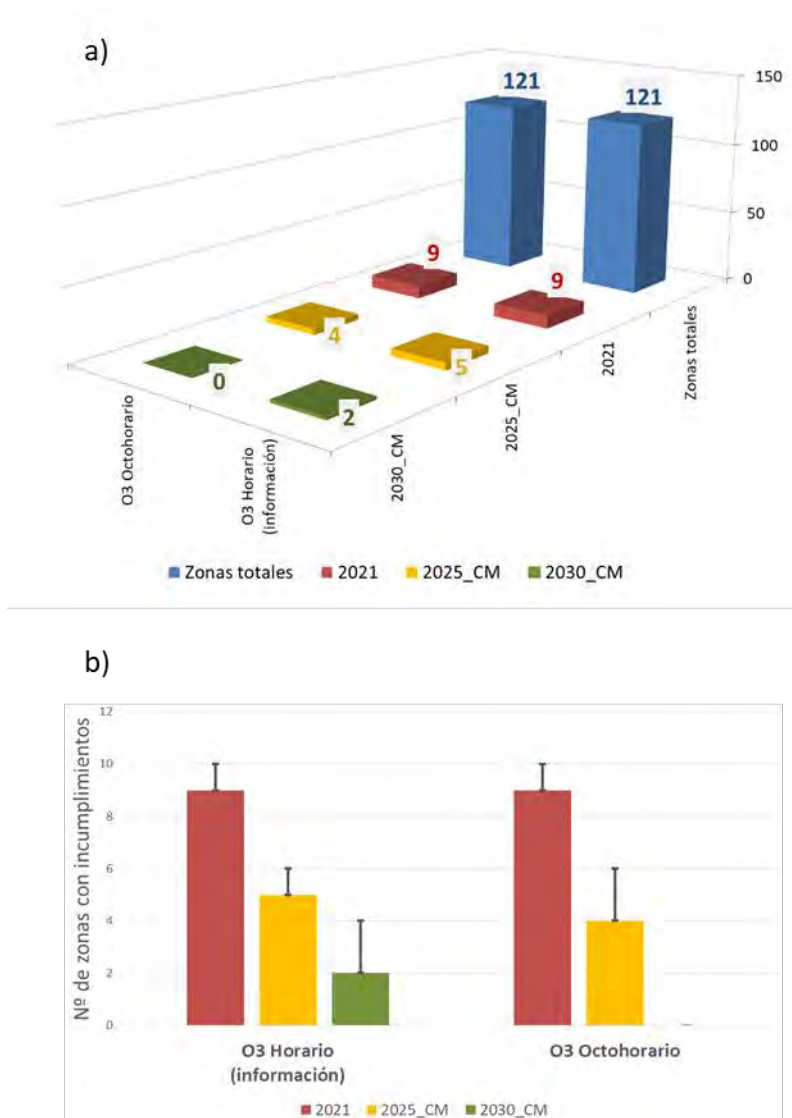 a)
121
121
150
100
50
0
9
9
4
5
0
2
Zonas totales
2021
2025_CM
2030_CM
O3 Octohorario
O3 Horario
(información)
Zonas totales 2021 2025_CM 2030_CM
b)
Nº de zonas con incumplimientos
12
10
8
6
4
2
0
O3 Horario
(información)
O3 Octohorario
2021 2025_CM 2030_CM